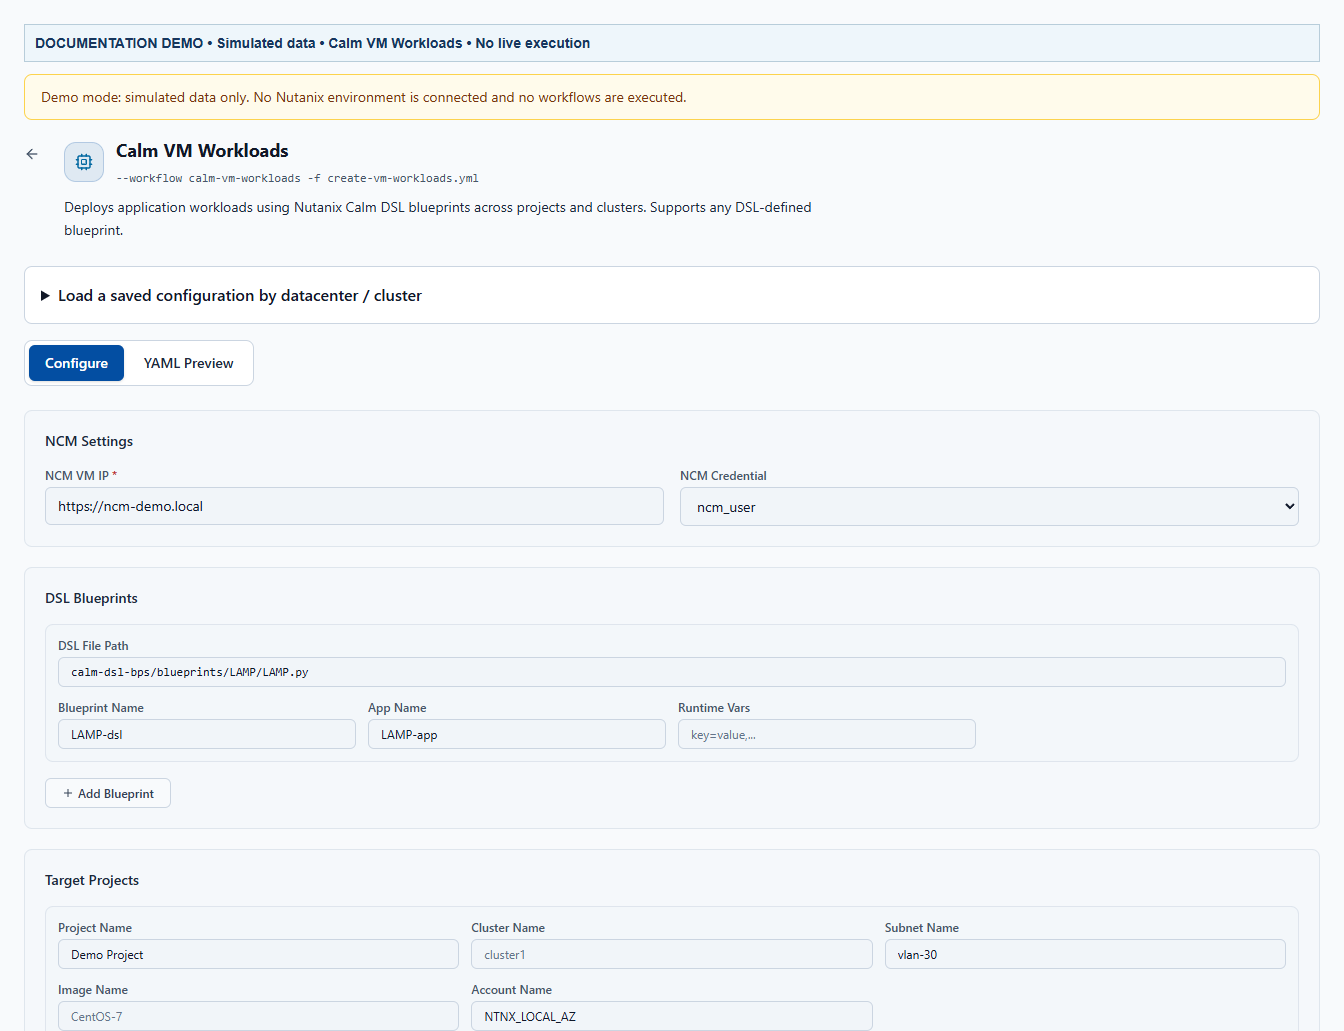 DOCUMENTATION DEMO • Simulated data • Calm VM Workloads • No live execution
Demo mode: simulated data only. No Nutanix environment is connected and no workflows are executed.
Calm VM Workloads
--workflow calm-vm-workloads -f create-vm-workloads.yml
Deploys application workloads using Nutanix Calm DSL blueprints across projects and clusters. Supports any DSL-defined
blueprint.
Load a saved configuration by datacenter / cluster
Configure YAML Preview
NCM Settings
NCM VM IP * NCM Credential
https://ncm-demo.local ncm_user
DSL Blueprints
DSL File Path
calm-dsl-bps/blueprints/LAMP/LAMP.py
Blueprint Name App Name Runtime Vars
LAMP-dsl LAMP-app key=value,...
+ Add Blueprint
Target Projects
Project Name Cluster Name Subnet Name
Demo Project cluster1 vlan-30
Image Name Account Name
CentOS-7 NTNX_LOCAL_AZ